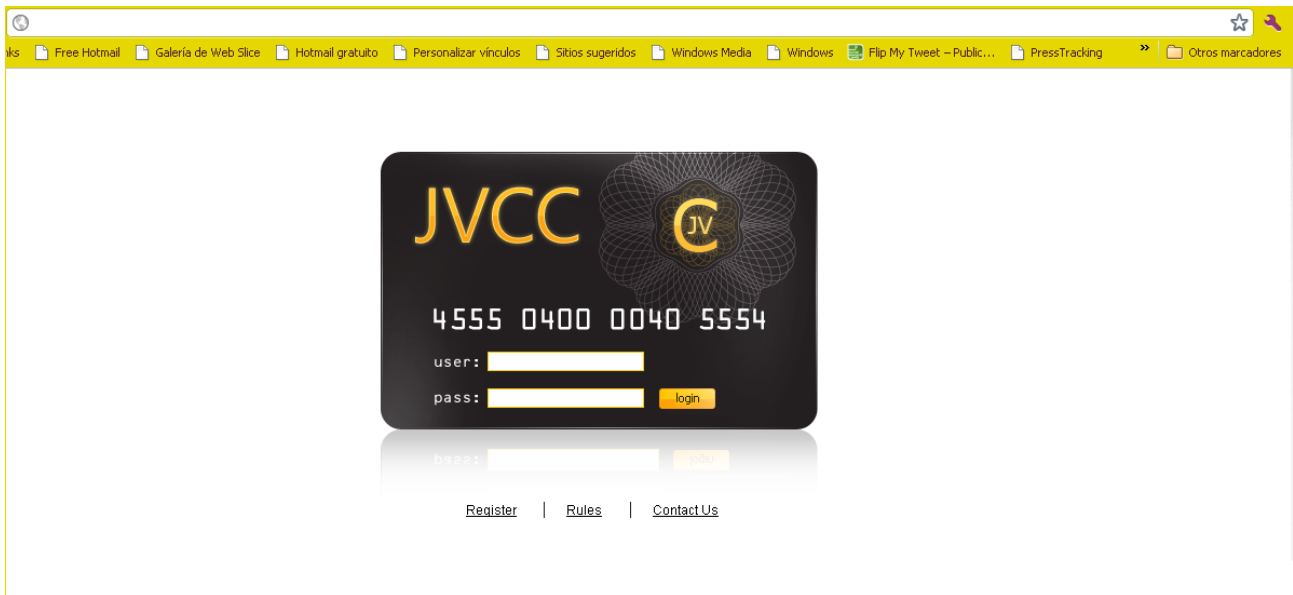 ks Free Hotmail Galería de Web Slice Hotmail gratuito Personalizar vínculos Sitios sugeridos Windows Media Windows Flip My Tweet – Public... PressTracking » Otros marcadores
JVCC
C JV
4555 0400 0040 5554
user:
pass: login
Register | Rules | Contact Us